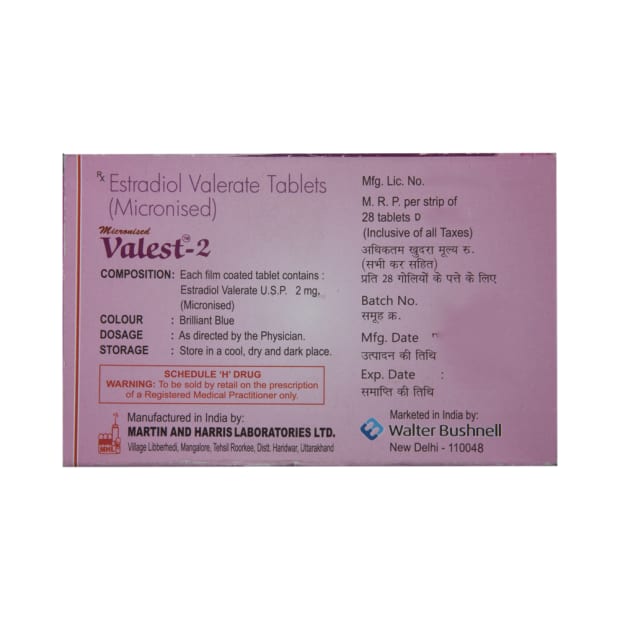 Rx Estradiol Valerate Tablets
(Micronised)
Micronised
Valest™-2
COMPOSITION: Each film coated tablet contains :
Estradiol Valerate U.S.P. 2 mg,
(Micronised)
COLOUR : Brilliant Blue
DOSAGE : As directed by the Physician.
STORAGE : Store in a cool, dry and dark place.
SCHEDULE 'H' DRUG
WARNING: To be sold by retail on the prescription
of a Registered Medical Practitioner only.
Manufactured in India by:
MHL
MARTIN AND HARRIS LABORATORIES LTD.
Village Libberhedi, Mangalore, Tehsil Roorkee, Distt. Haridwar, Uttarakhand
Mfg. Lic. No.
M. R. P. per strip of
28 tablets
(Inclusive of all Taxes)
अधिकतम खुदरा मूल्य रु.
(सभी कर सहित)
प्रति 28 गोलियों के पत्ते के लिए
Batch No.
समूह क्र.
Mfg. Date
उत्पादन की तिथि
Exp. Date :
समाप्ति की तिथि
Marketed in India by:
Walter Bushnell
New Delhi - 110048